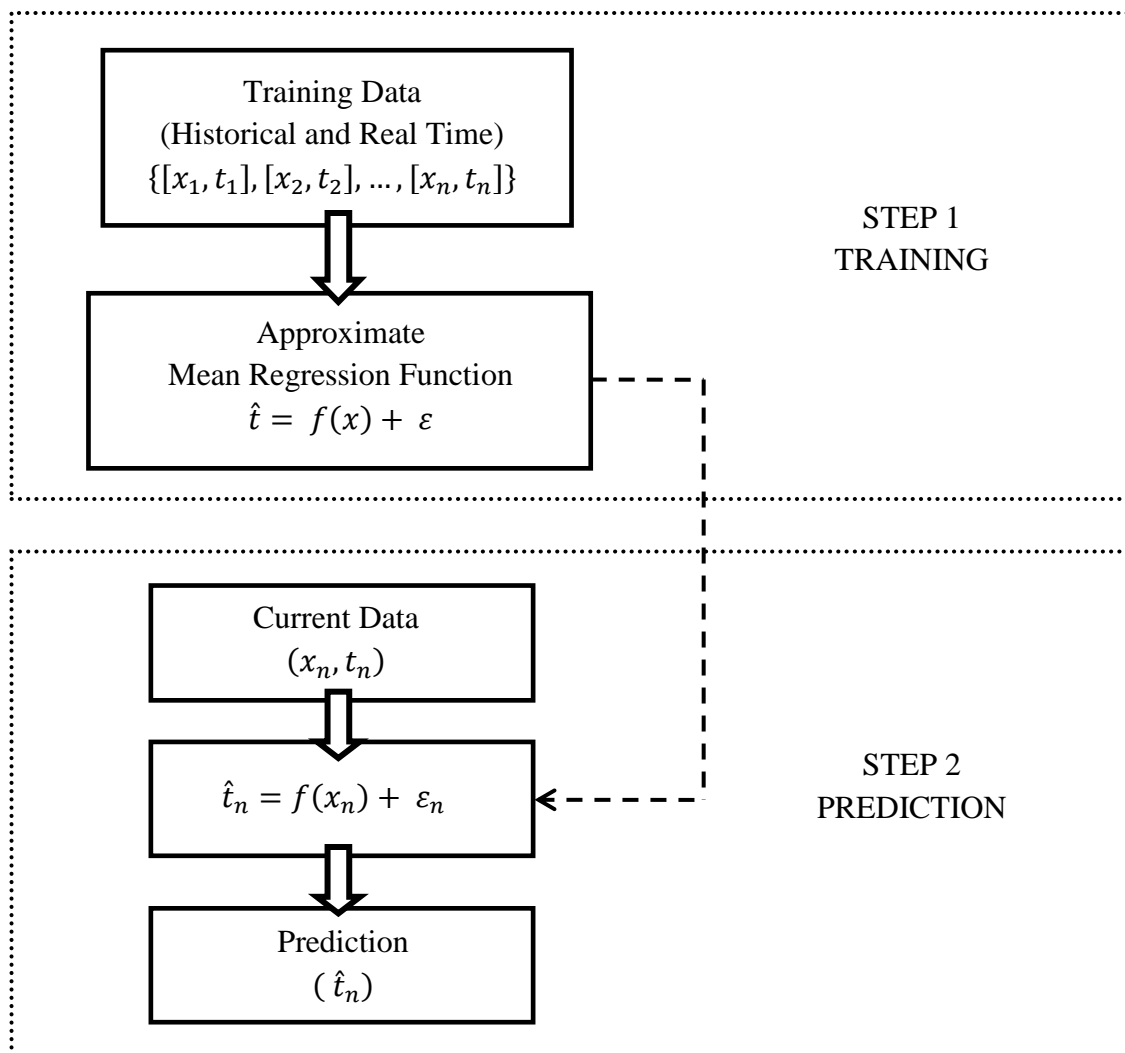 Training Data
(Historical and Real Time)
{[x₁, t₁], [x₂, t₂], … , [xₙ, tₙ]}
STEP 1
TRAINING
Approximate
Mean Regression Function
t̂ = f(x) + ε
Current Data
(xₙ, tₙ)
t̂ₙ = f(xₙ) + εₙ
STEP 2
PREDICTION
Prediction
( t̂ₙ)